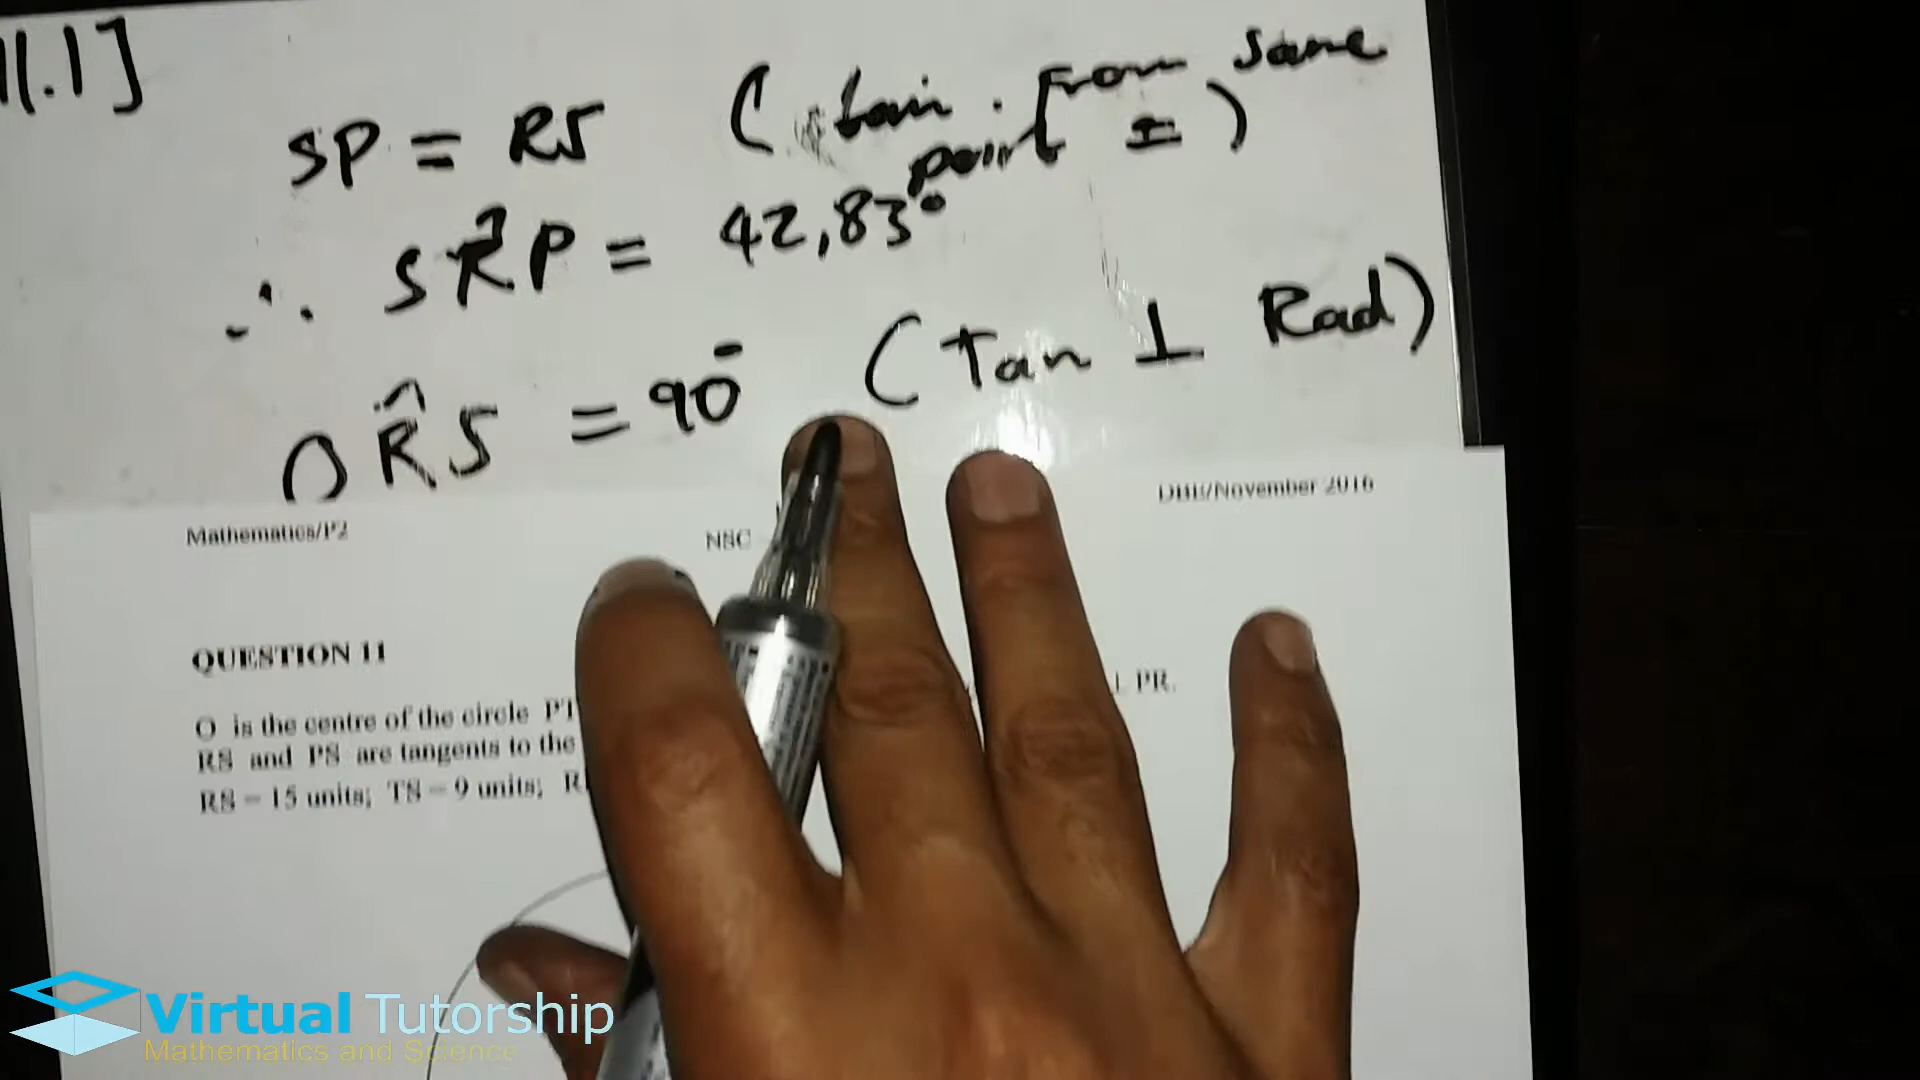 11.1]
SP = RS ( tan. from same
point )
∴ SR̂P = 42,83°
OR̂S = 90° (Tan ⊥ Rad)
Mathematics/P2 NSC DBE/November 2016
QUESTION 11
O is the centre of the circle PT PR.
RS and PS are tangents to the
RS = 15 units; TS = 9 units; R
Virtual Tutorship
Mathematics and Science